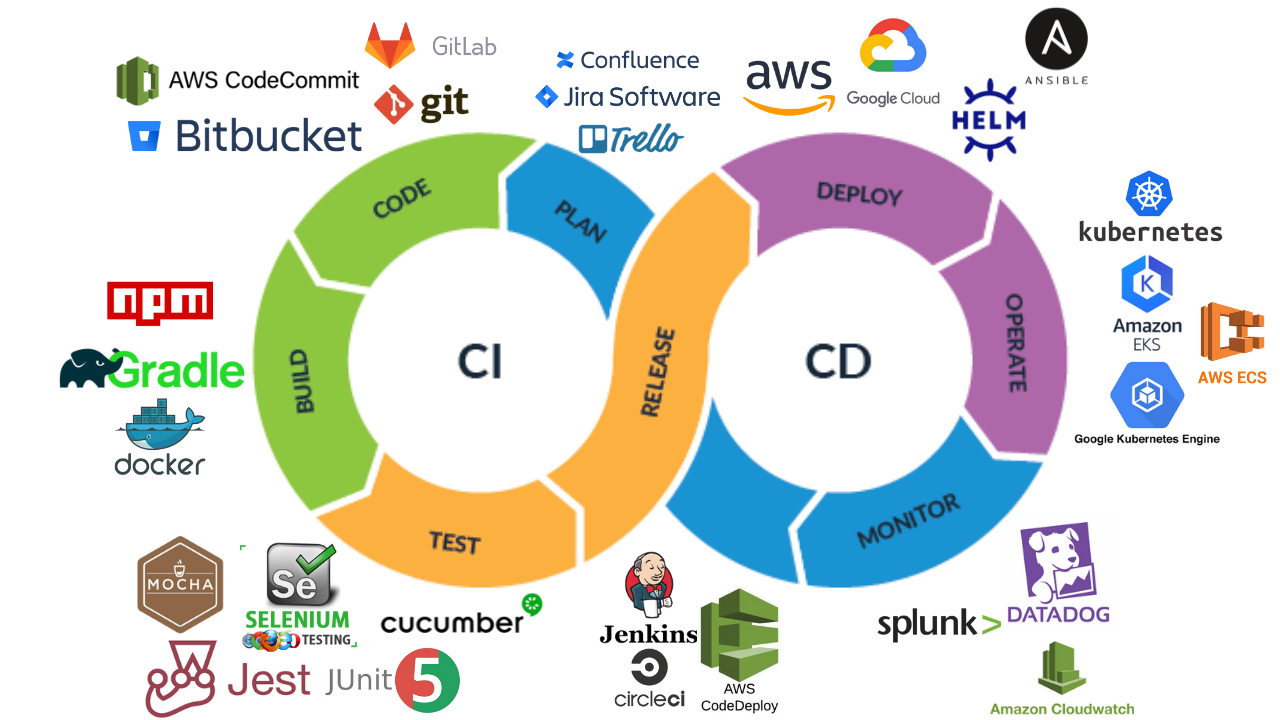 GitLab
AWS CodeCommit
git
Bitbucket
Confluence
Jira Software
Trello
aws
Google Cloud
ANSIBLE
HELM
CODE
PLAN
DEPLOY
OPERATE
kubernetes
K
Amazon
EKS
AWS ECS
Google Kubernetes Engine
npm
Gradle
docker
BUILD
CI
RELEASE
CD
TEST
MONITOR
MOCHA
Se
SELENIUM
TESTING
cucumber
Jest
JUnit 5
Jenkins
circleci
AWS
CodeDeploy
splunk>
DATADOG
Amazon Cloudwatch